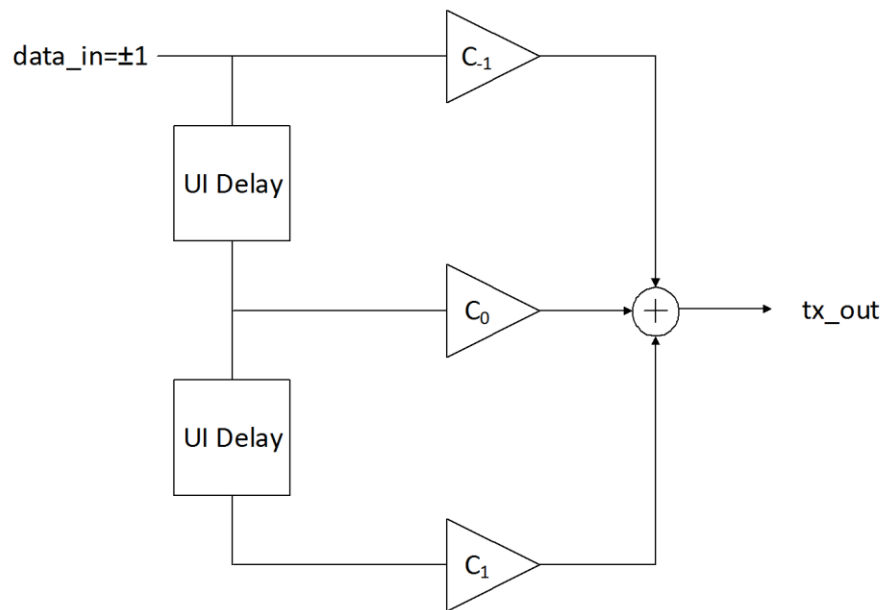 data_in=±1
C₋₁
UI Delay
C₀
tx_out
UI Delay
C₁